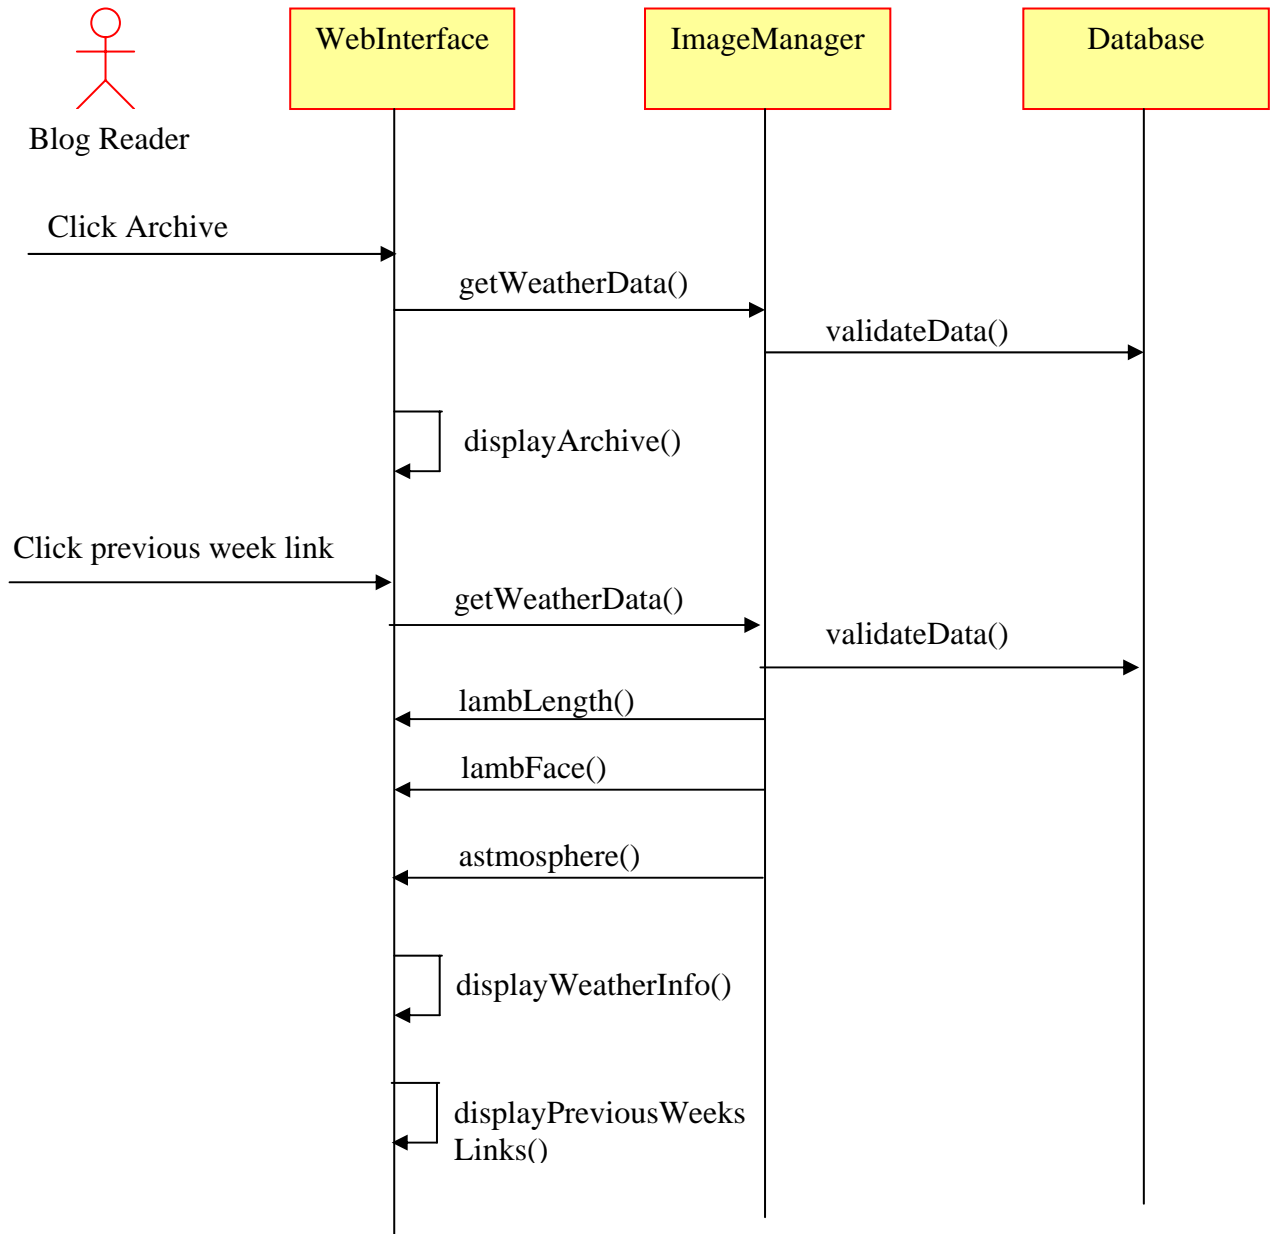 WebInterface
ImageManager
Database
Blog Reader
Click Archive
getWeatherData()
validateData()
displayArchive()
Click previous week link
getWeatherData()
validateData()
lambLength()
lambFace()
astmosphere()
displayWeatherInfo()
displayPreviousWeeks
Links()